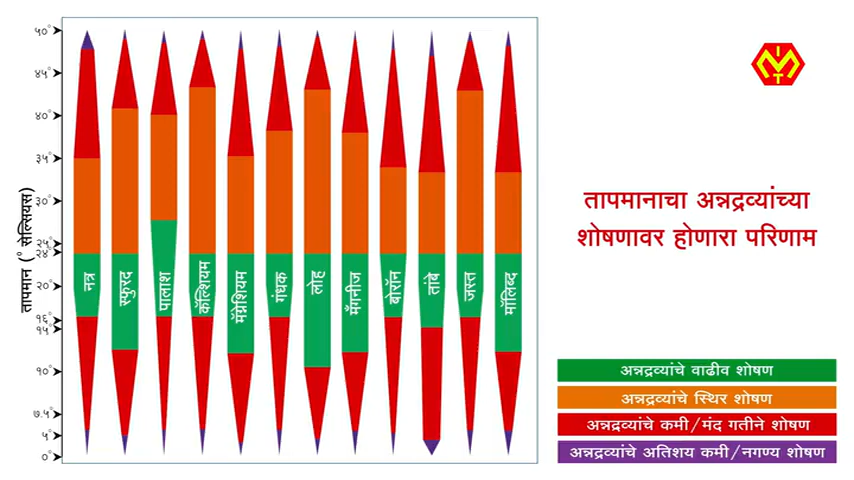 ५०°
४५°
४०°
३५°
३०°
२५°
२४°
२०°
१६°
१५°
१०°
७.५°
५°
०°
तापमान (° सेल्सियस)
नत्र
स्फुरद
पालाश
कॅल्शियम
मॅग्नेशियम
गंधक
लोह
मँगनीज
बोरॉन
तांबे
जस्त
मॉलिब्द
तापमानाचा अन्नद्रव्यांच्या
शोषणावर होणारा परिणाम
अन्नद्रव्यांचे वाढीव शोषण
अन्नद्रव्यांचे स्थिर शोषण
अन्नद्रव्यांचे कमी/मंद गतीने शोषण
अन्नद्रव्यांचे अतिशय कमी/नगण्य शोषण